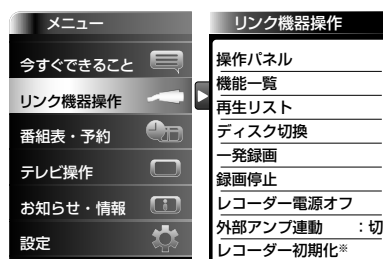 メニュー
今すぐできること
リンク機器操作
番組表・予約
テレビ操作
お知らせ・情報
設定
リンク機器操作
操作パネル
機能一覧
再生リスト
ディスク切換
一発録画
録画停止
レコーダー電源オフ
外部アンプ連動 ：切
レコーダー初期化※